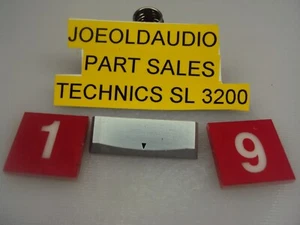 JOEOLDAUDIO
PART SALES
TECHNICS SL 3200
1 9